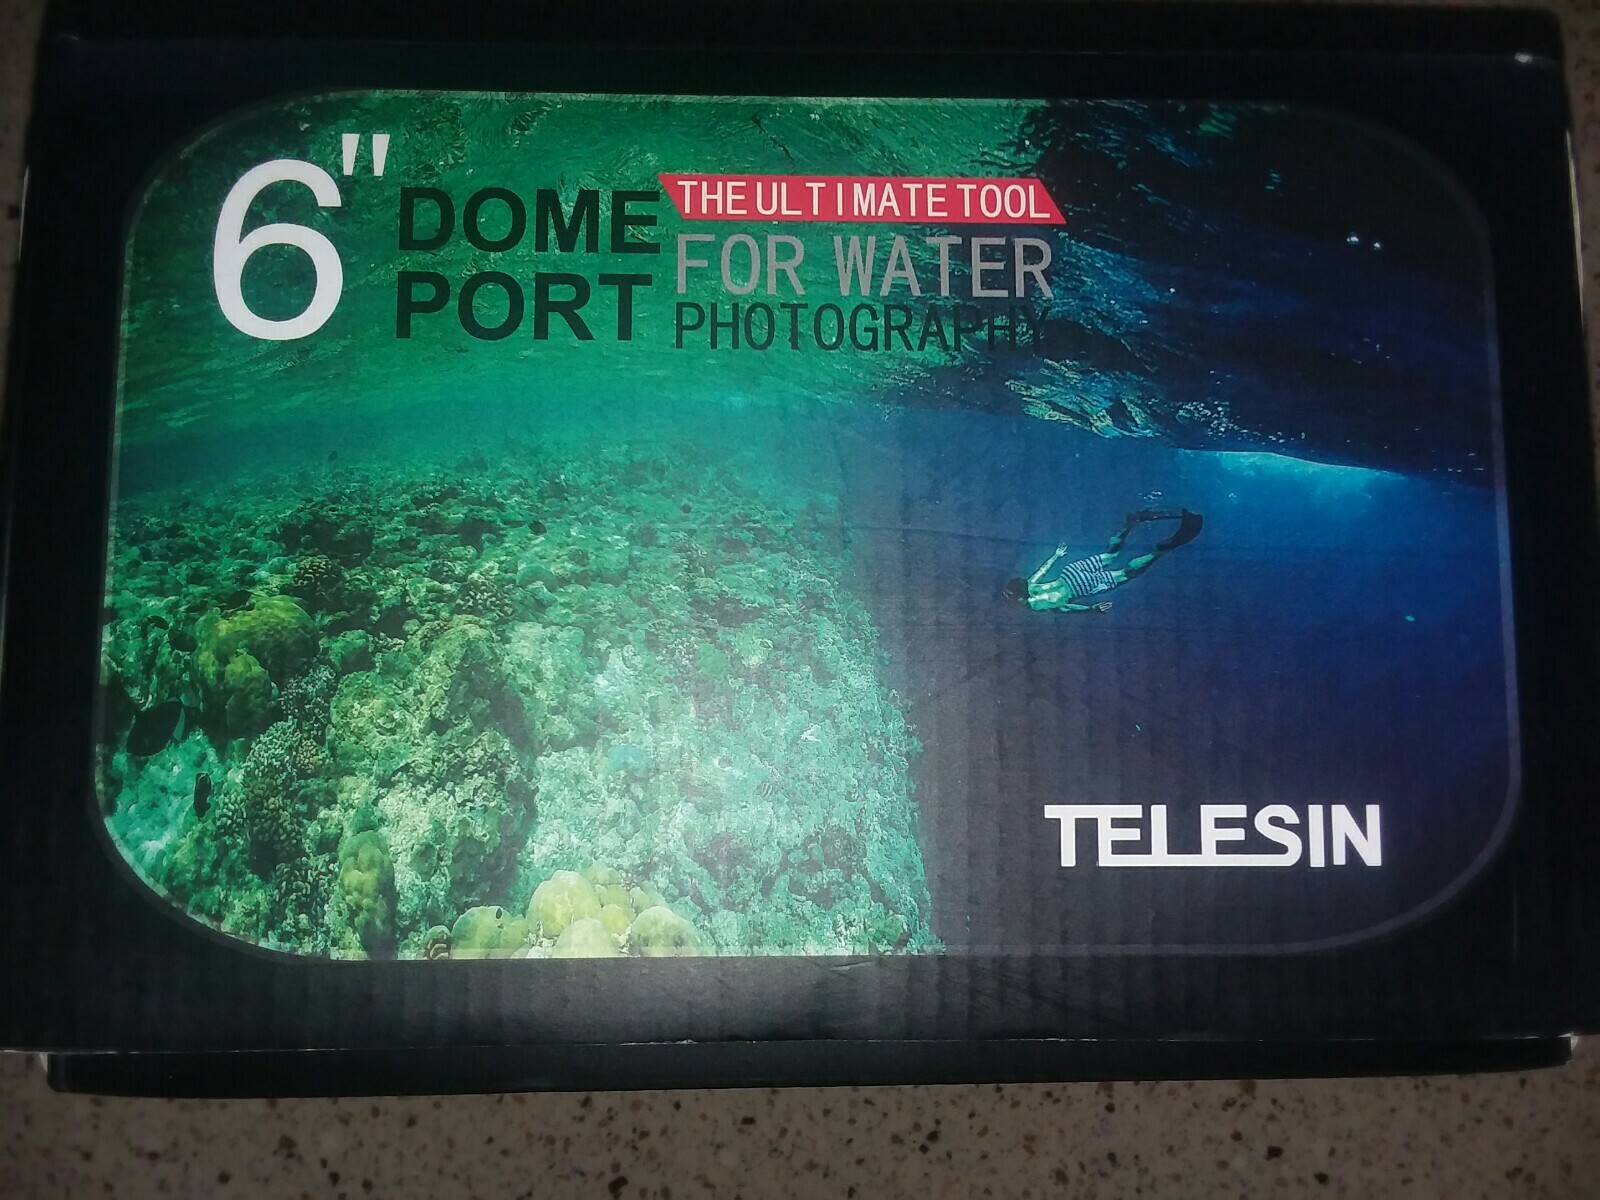 6"
DOME
PORT
THE ULTIMATE TOOL
FOR WATER
PHOTOGRAPHY
TELESIN